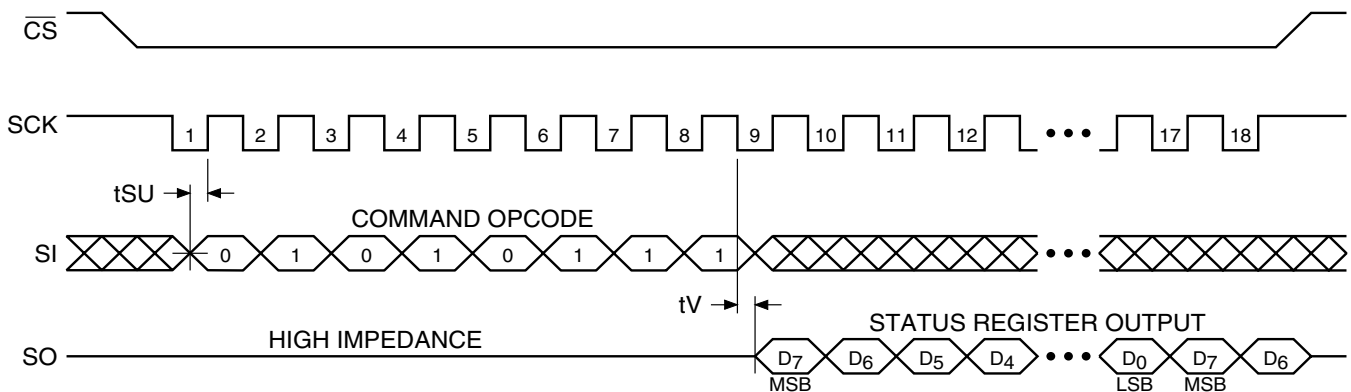 CS
SCK 1 2 3 4 5 6 7 8 9 10 11 12 17 18
tSU
COMMAND OPCODE
SI 0 1 0 1 0 1 1 1
tV
HIGH IMPEDANCE
STATUS REGISTER OUTPUT
SO D7 D6 D5 D4 D0 D7 D6
MSB LSB MSB